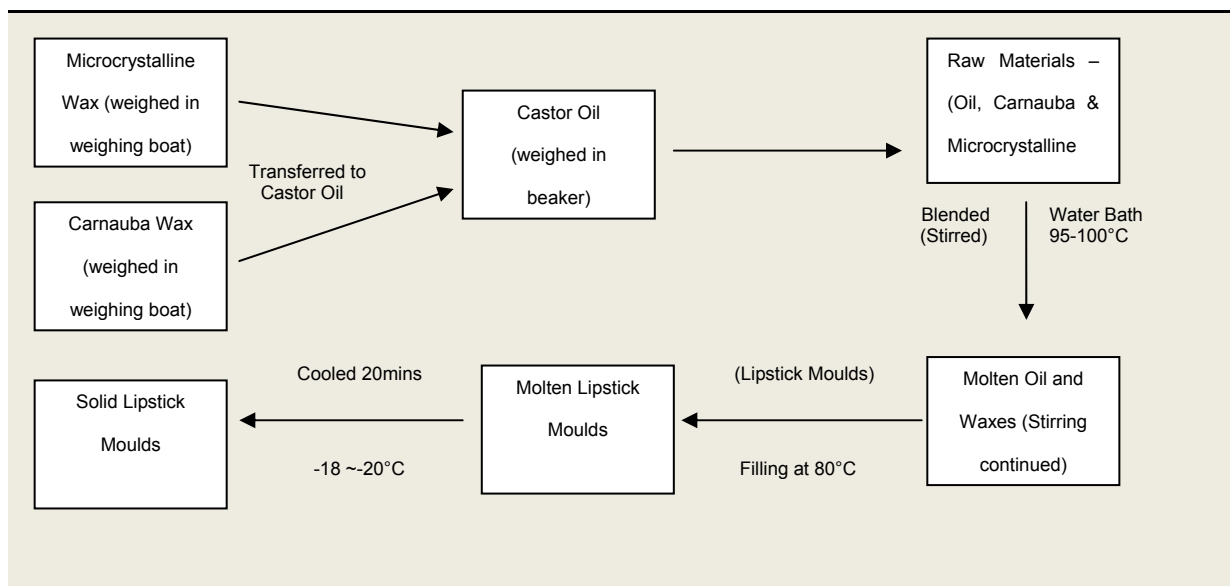 Microcrystalline
Wax (weighed in
weighing boat)
Transferred to
Castor Oil
Carnauba Wax
(weighed in
weighing boat)
Castor Oil
(weighed in
beaker)
Raw Materials –
(Oil, Carnauba &
Microcrystalline
Blended
(Stirred)
Water Bath
95-100°C
Molten Oil and
Waxes (Stirring
continued)
(Lipstick Moulds)
Filling at 80°C
Molten Lipstick
Moulds
Cooled 20mins
-18 ~-20°C
Solid Lipstick
Moulds